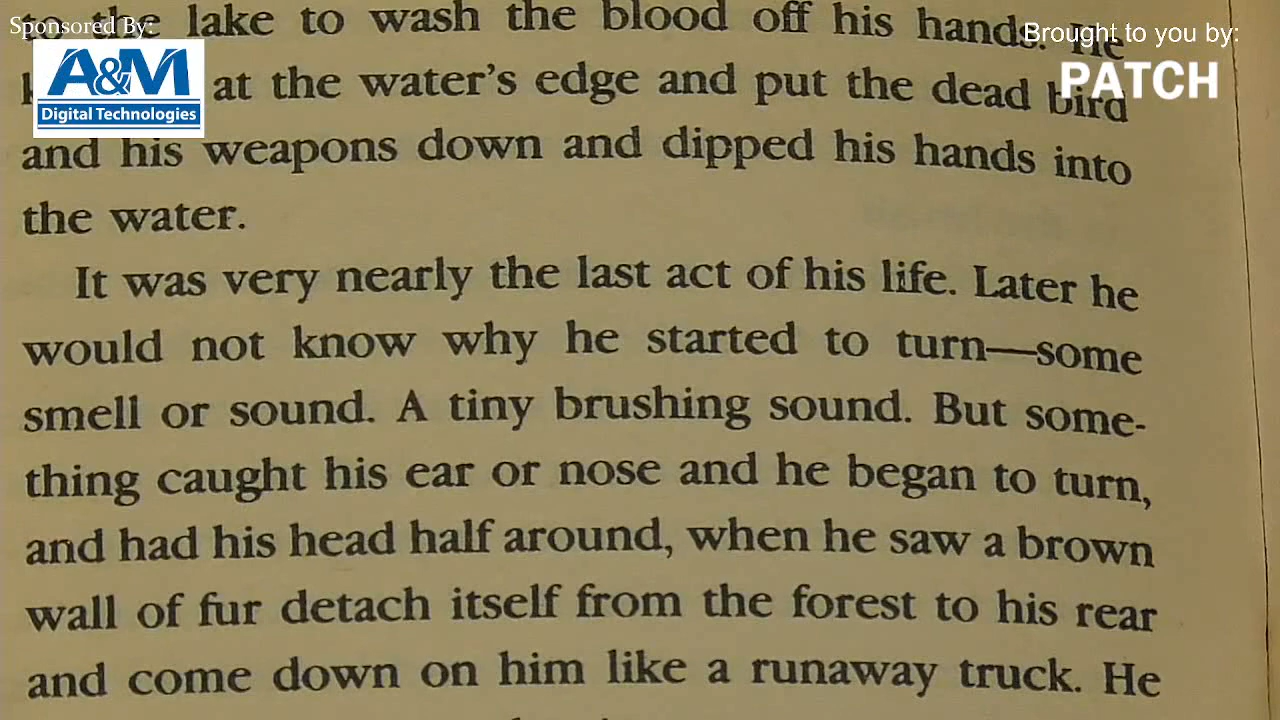 Sponsored By:
A&M
Digital Technologies
Brought to you by:
PATCH
to the lake to wash the blood off his hands. He
at the water's edge and put the dead bird
and his weapons down and dipped his hands into
the water.
It was very nearly the last act of his life. Later he
would not know why he started to turn—some
smell or sound. A tiny brushing sound. But some-
thing caught his ear or nose and he began to turn,
and had his head half around, when he saw a brown
wall of fur detach itself from the forest to his rear
and come down on him like a runaway truck. He